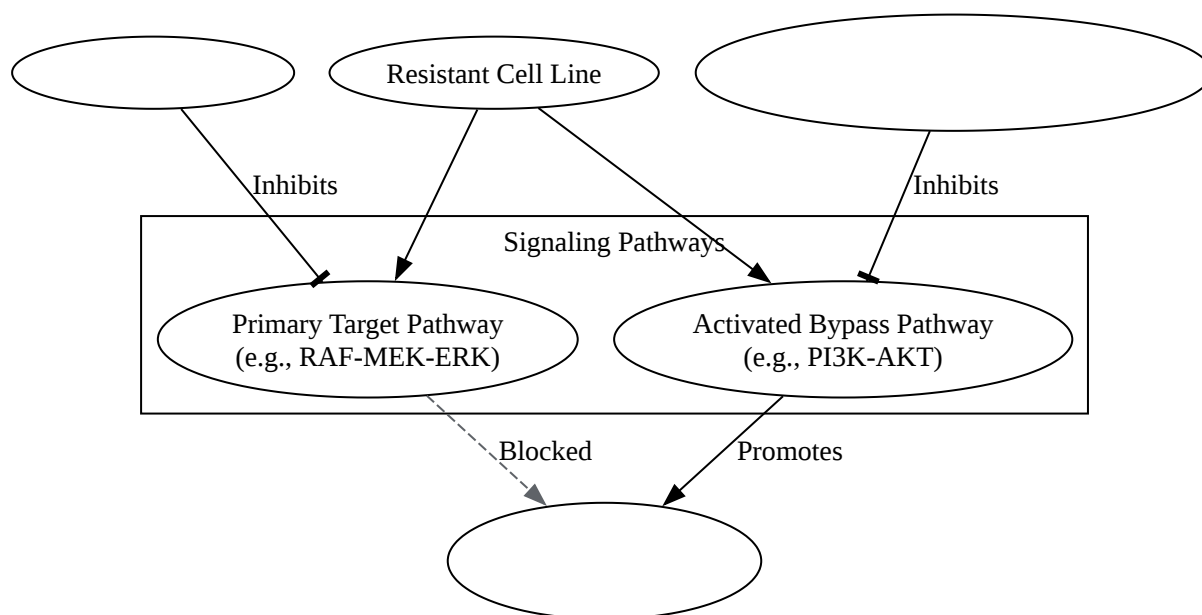 Resistant Cell Line
Inhibits
Inhibits
Signaling Pathways
Primary Target Pathway
(e.g., RAF-MEK-ERK)
Activated Bypass Pathway
(e.g., PI3K-AKT)
Blocked
Promotes